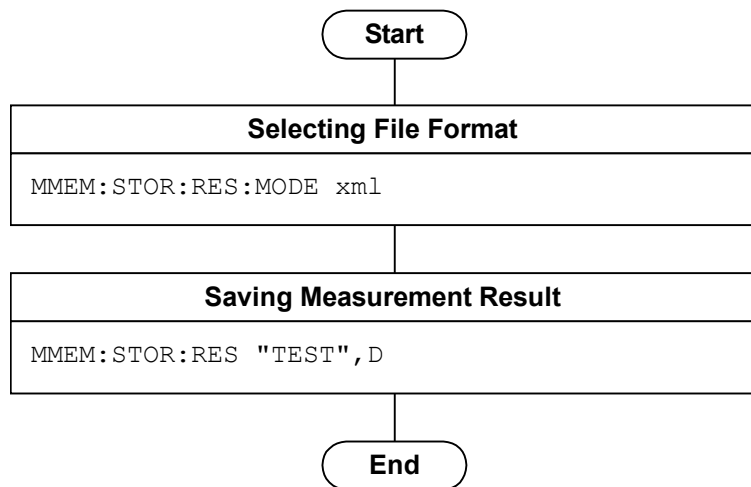 Start
Selecting File Format
MMEM:STOR:RES:MODE xml
Saving Measurement Result
MMEM:STOR:RES "TEST",D
End